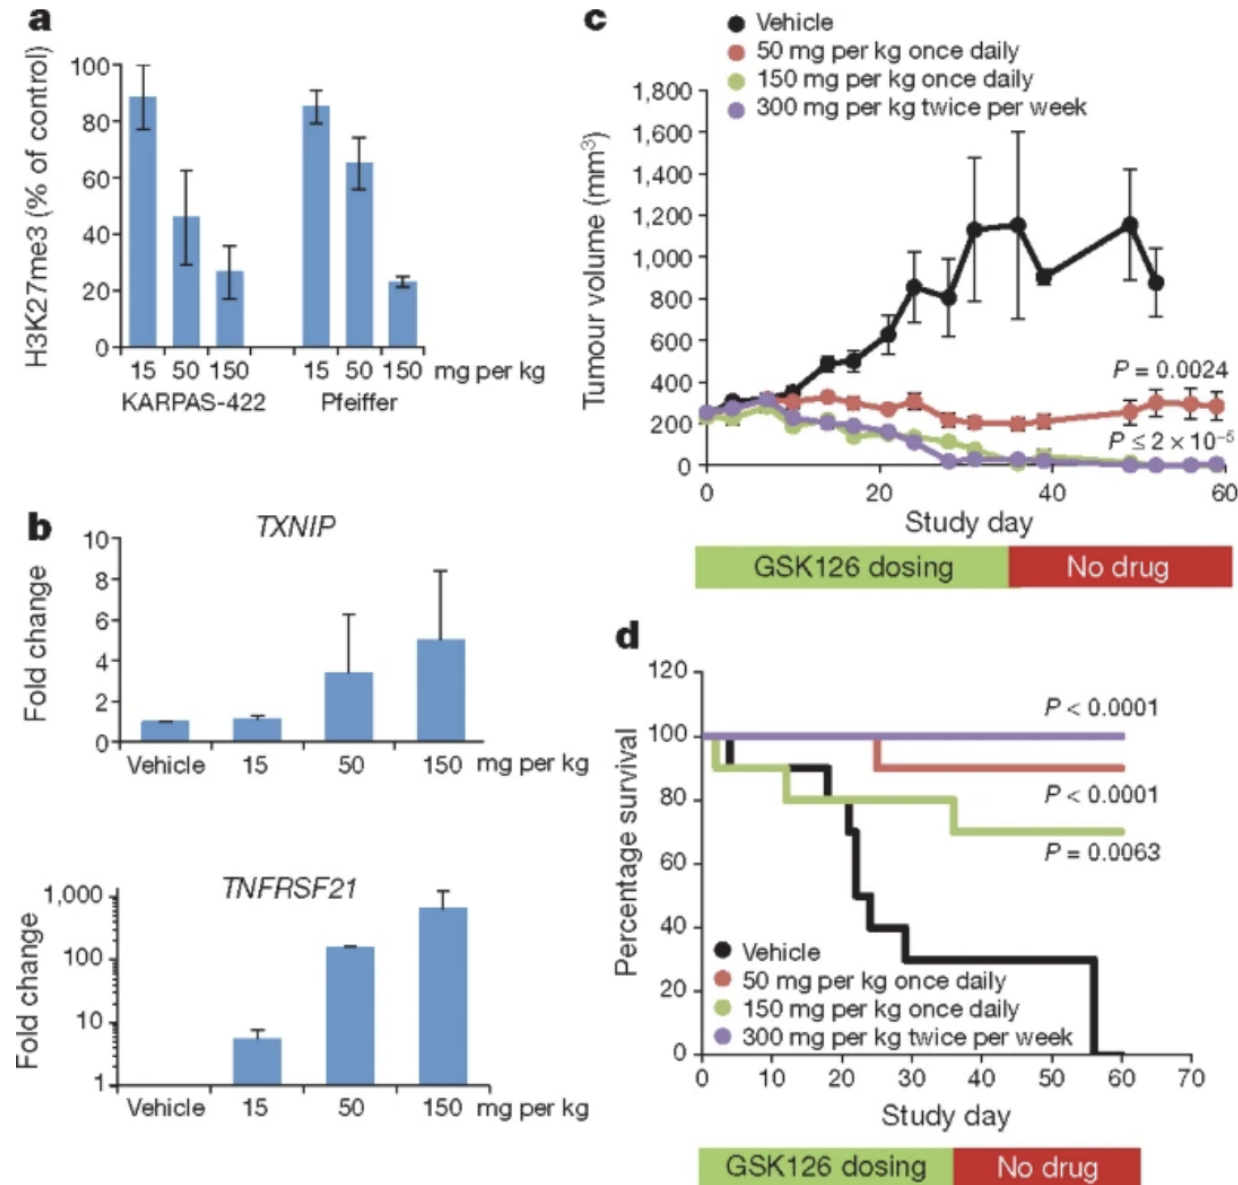 a
H3K27me3 (% of control)
100
80
60
40
20
0
15 50 150 15 50 150 mg per kg
KARPAS-422 Pfeiffer
b
TXNIP
Fold change
10
8
6
4
2
0
Vehicle 15 50 150 mg per kg
TNFRSF21
Fold change
1,000
100
10
1
Vehicle 15 50 150 mg per kg
c
Vehicle
50 mg per kg once daily
150 mg per kg once daily
300 mg per kg twice per week
Tumour volume (mm³)
1,800
1,600
1,400
1,200
1,000
800
600
400
200
0
P = 0.0024
P ≤ 2 × 10⁻⁵
0 20 40 60
Study day
GSK126 dosing No drug
d
Percentage survival
120
100
80
60
40
20
0
P < 0.0001
P < 0.0001
P = 0.0063
Vehicle
50 mg per kg once daily
150 mg per kg once daily
300 mg per kg twice per week
0 10 20 30 40 50 60 70
Study day
GSK126 dosing No drug